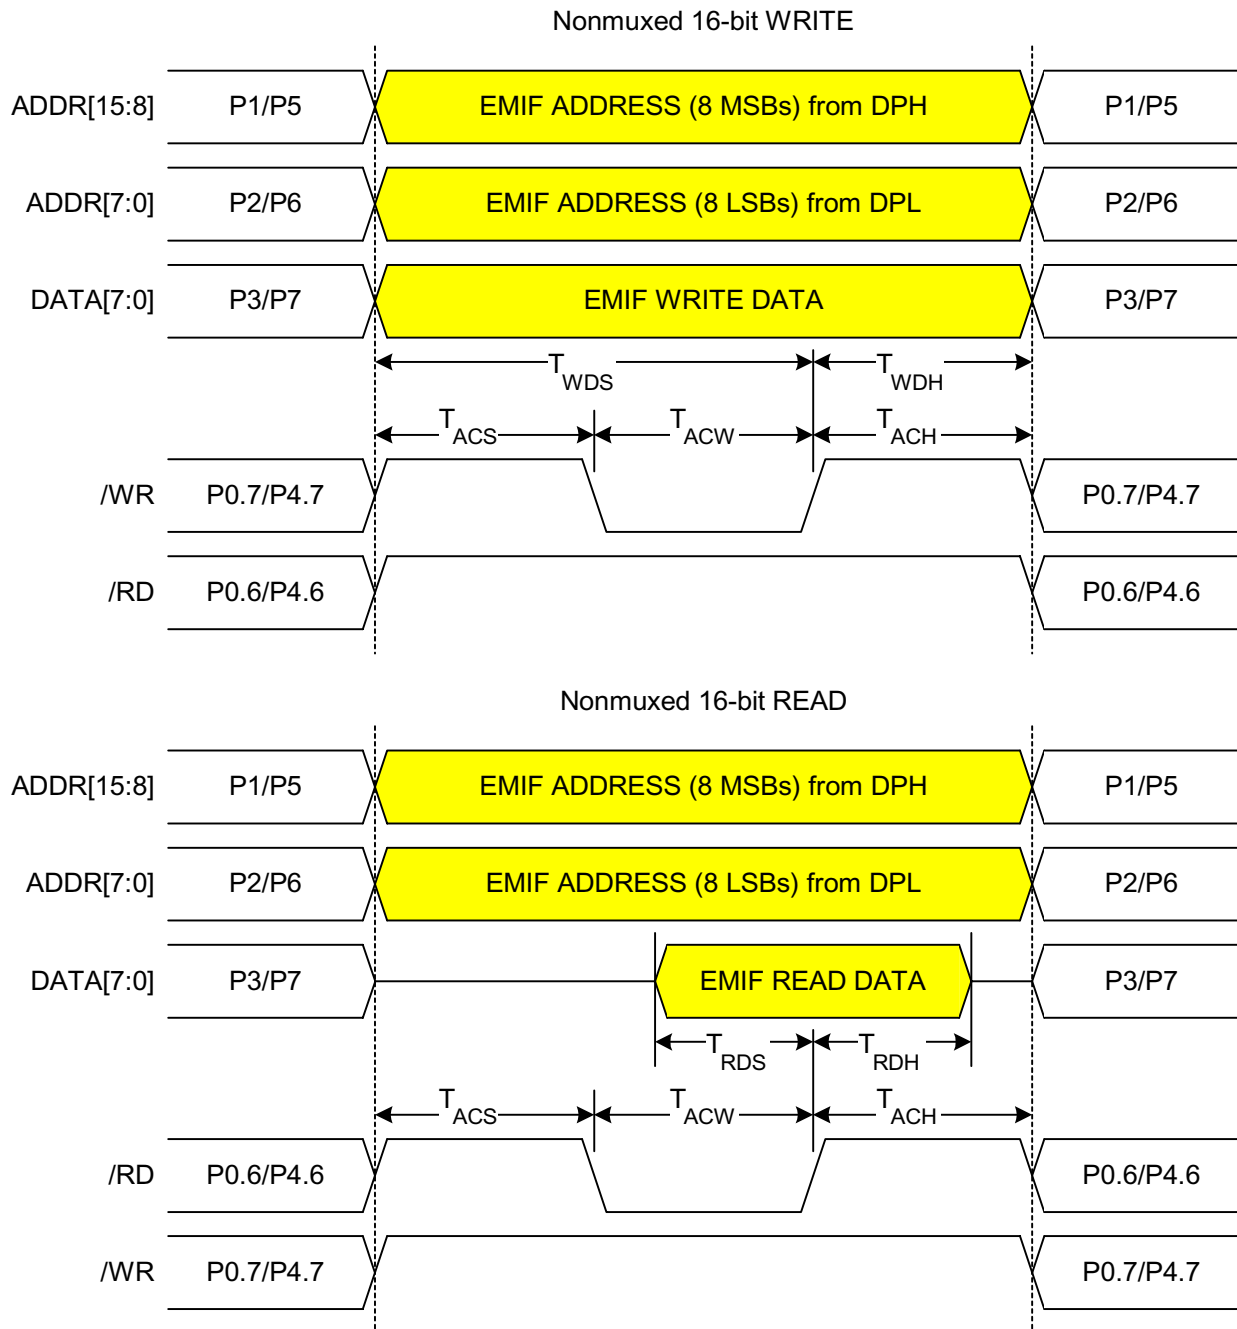 Nonmuxed 16-bit WRITE
ADDR[15:8] P1/P5 EMIF ADDRESS (8 MSBs) from DPH P1/P5
ADDR[7:0] P2/P6 EMIF ADDRESS (8 LSBs) from DPL P2/P6
DATA[7:0] P3/P7 EMIF WRITE DATA P3/P7
TWDS TWDH
TACS TACW TACH
/WR P0.7/P4.7 P0.7/P4.7
/RD P0.6/P4.6 P0.6/P4.6
Nonmuxed 16-bit READ
ADDR[15:8] P1/P5 EMIF ADDRESS (8 MSBs) from DPH P1/P5
ADDR[7:0] P2/P6 EMIF ADDRESS (8 LSBs) from DPL P2/P6
DATA[7:0] P3/P7 EMIF READ DATA P3/P7
TRDS TRDH
TACS TACW TACH
/RD P0.6/P4.6 P0.6/P4.6
/WR P0.7/P4.7 P0.7/P4.7